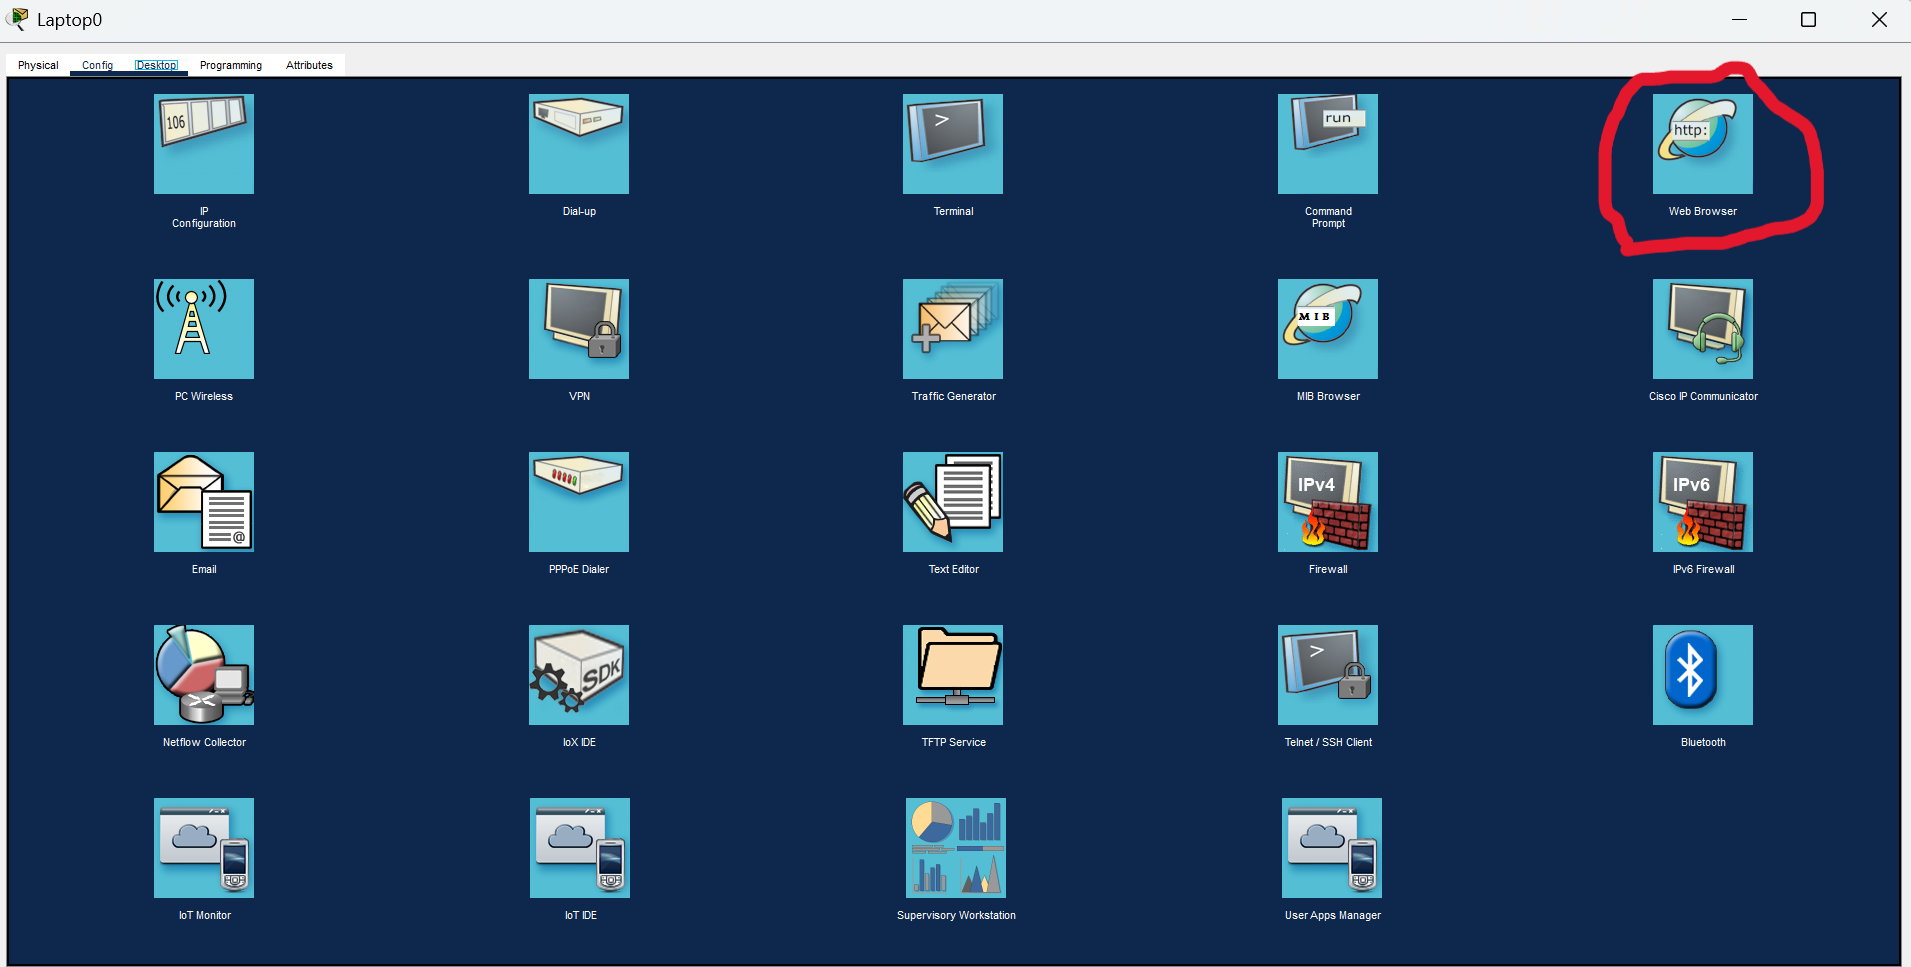 Laptop0
Physical Config Desktop Programming Attributes
106
>
run
http:
IP
Configuration
Dial-up
Terminal
Command
Prompt
Web Browser
MIB
PC Wireless
VPN
Traffic Generator
MIB Browser
Cisco IP Communicator
@
IPv4
IPv6
Email
PPPoE Dialer
Text Editor
Firewall
IPv6 Firewall
SDK
>
Netflow Collector
IoX IDE
TFTP Service
Telnet / SSH Client
Bluetooth
IoT Monitor
IoT IDE
Supervisory Workstation
User Apps Manager